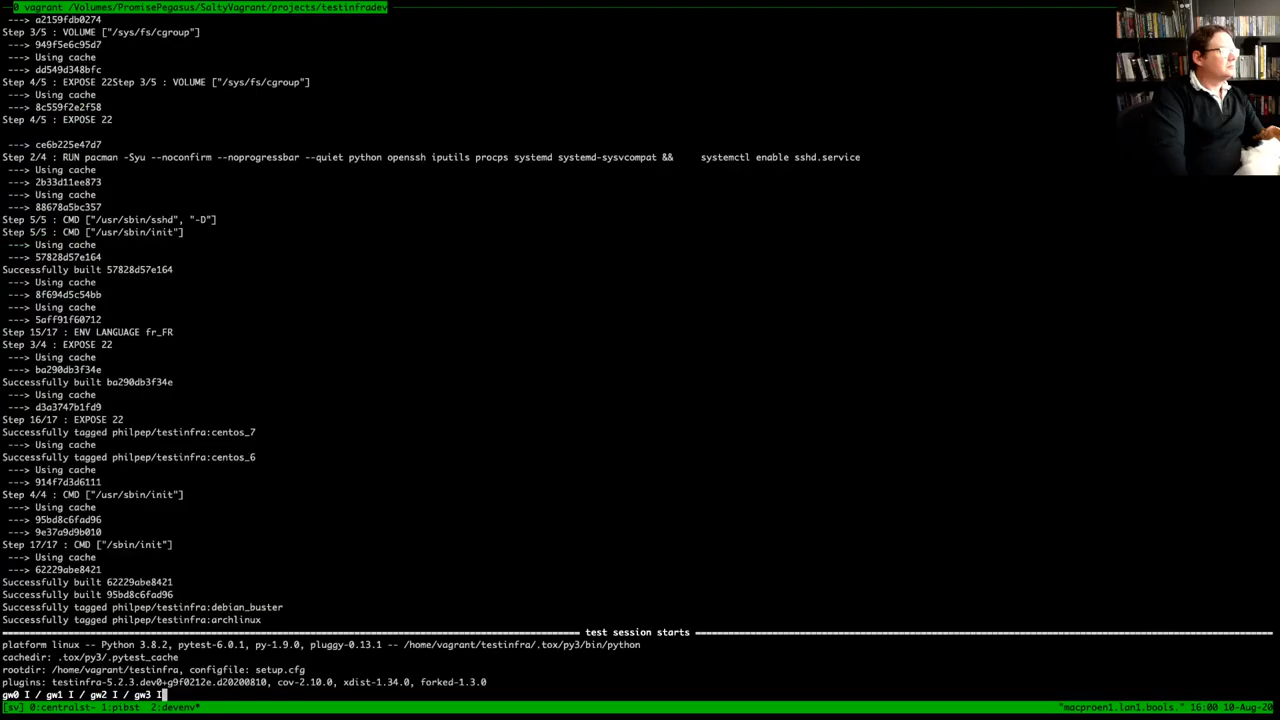 0 vagrant /Volumes/PromisePegasus/SaltyVagrant/projects/testinfradev
---> a2159fdb0274
Step 3/5 : VOLUME ["/sys/fs/cgroup"]
---> 949f5e6c95d7
---> Using cache
---> dd549d348bfc
Step 4/5 : EXPOSE 22Step 3/5 : VOLUME ["/sys/fs/cgroup"]
---> Using cache
---> 8c559f2e2f58
Step 4/5 : EXPOSE 22
---> ce6b225e47d7
Step 2/4 : RUN pacman -Syu --noconfirm --noprogressbar --quiet python openssh iputils procps systemd systemd-sysvcompat && systemctl enable sshd.service
---> Using cache
---> 2b33d11ee873
---> Using cache
---> 88678a5bc357
Step 5/5 : CMD ["/usr/sbin/sshd", "-D"]
Step 5/5 : CMD ["/usr/sbin/init"]
---> Using cache
---> 57828d57e164
Successfully built 57828d57e164
---> Using cache
---> 8f694d5c54bb
---> Using cache
---> 5aff91f60712
Step 15/17 : ENV LANGUAGE fr_FR
Step 3/4 : EXPOSE 22
---> Using cache
---> ba290db3f34e
Successfully built ba290db3f34e
---> Using cache
---> d3a3747b1fd9
Step 16/17 : EXPOSE 22
Successfully tagged philpep/testinfra:centos_7
---> Using cache
Successfully tagged philpep/testinfra:centos_6
---> Using cache
---> 914f7d3d6111
Step 4/4 : CMD ["/usr/sbin/init"]
---> Using cache
---> 95bd8c6fad96
---> 9e37a9d9b010
Step 17/17 : CMD ["/sbin/init"]
---> Using cache
---> 62229abe8421
Successfully built 62229abe8421
Successfully built 95bd8c6fad96
Successfully tagged philpep/testinfra:debian_buster
Successfully tagged philpep/testinfra:archlinux
test session starts
platform linux -- Python 3.8.2, pytest-6.0.1, py-1.9.0, pluggy-0.13.1 -- /home/vagrant/testinfra/.tox/py3/bin/python
cachedir: .tox/py3/.pytest_cache
rootdir: /home/vagrant/testinfra, configfile: setup.cfg
plugins: testinfra-5.2.3.dev0+g9f0212e.d20200810, cov-2.10.0, xdist-1.34.0, forked-1.3.0
gw0 I / gw1 I / gw2 I / gw3 I
[sv] 0:centralst- 1:pibst 2:devenv* "macproen1.lan1.bools." 16:00 10-Aug-20